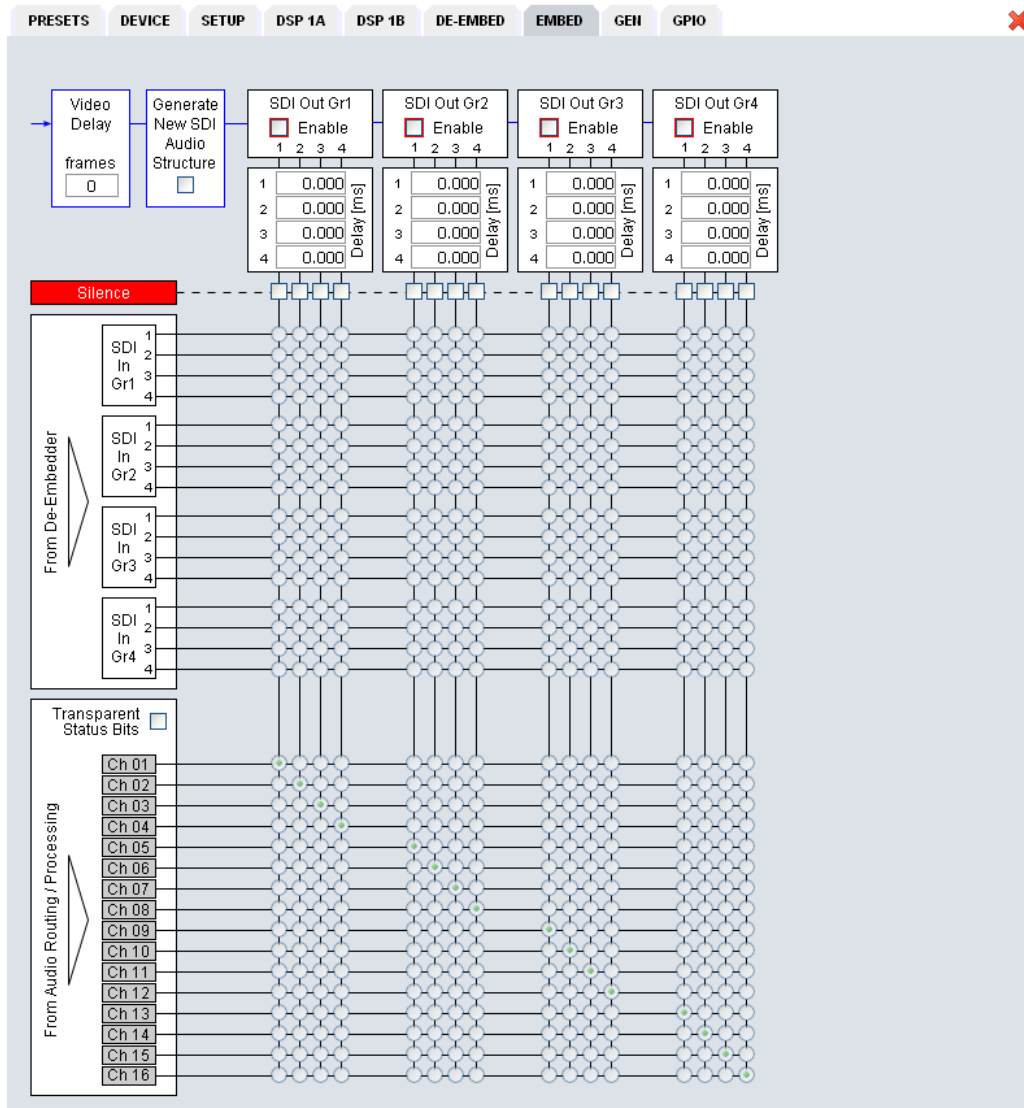 PRESETS DEVICE SETUP DSP 1A DSP 1B DE-EMBED EMBED GEN GPIO
Video
Delay
frames
0
Generate
New SDI
Audio
Structure
SDI Out Gr1
Enable
1 2 3 4
SDI Out Gr2
Enable
1 2 3 4
SDI Out Gr3
Enable
1 2 3 4
SDI Out Gr4
Enable
1 2 3 4
1 0.000
2 0.000
3 0.000
4 0.000
Delay [ms]
1 0.000
2 0.000
3 0.000
4 0.000
Delay [ms]
1 0.000
2 0.000
3 0.000
4 0.000
Delay [ms]
1 0.000
2 0.000
3 0.000
4 0.000
Delay [ms]
Silence
From De-Embedder
SDI
In
Gr1
1
2
3
4
SDI
In
Gr2
1
2
3
4
SDI
In
Gr3
1
2
3
4
SDI
In
Gr4
1
2
3
4
Transparent
Status Bits
From Audio Routing / Processing
Ch 01
Ch 02
Ch 03
Ch 04
Ch 05
Ch 06
Ch 07
Ch 08
Ch 09
Ch 10
Ch 11
Ch 12
Ch 13
Ch 14
Ch 15
Ch 16